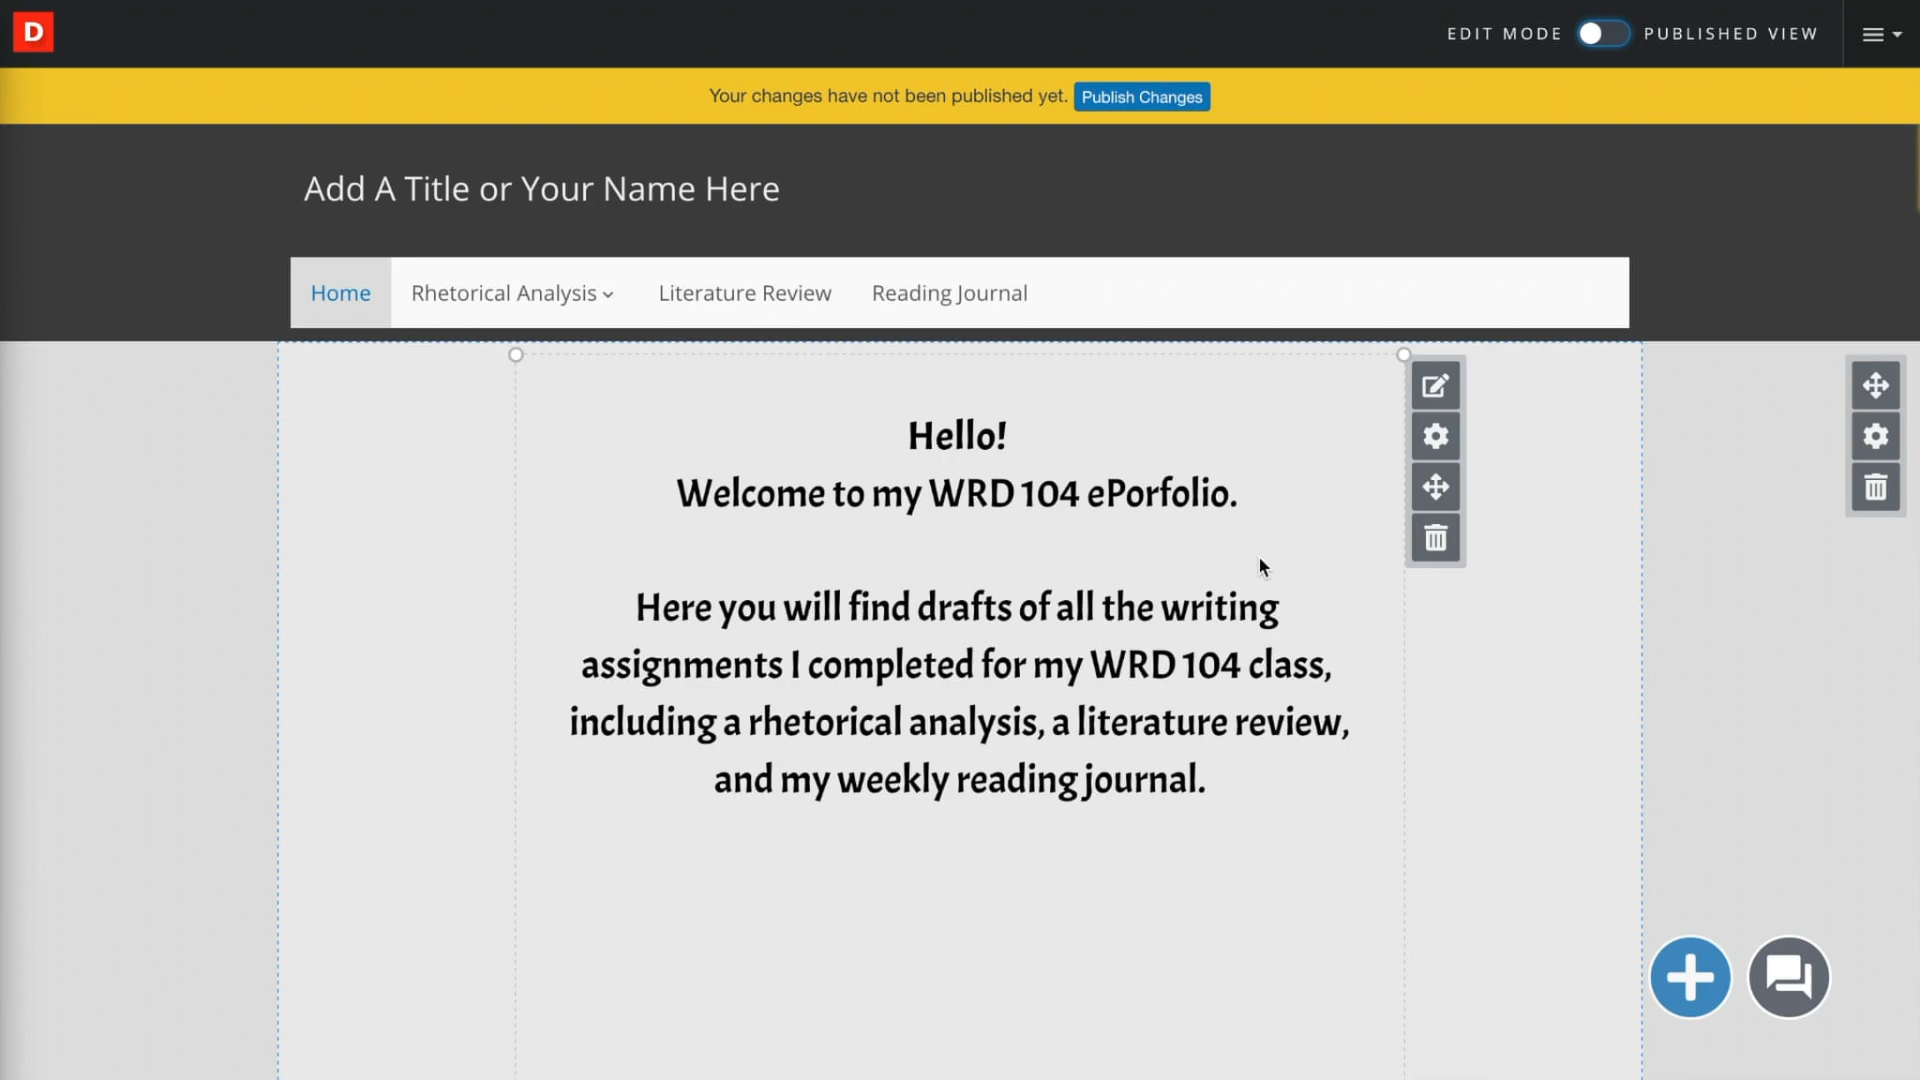 D
EDIT MODE PUBLISHED VIEW
Your changes have not been published yet. Publish Changes
Add A Title or Your Name Here
Home Rhetorical Analysis Literature Review Reading Journal
Hello!
Welcome to my WRD 104 ePorfolio.
Here you will find drafts of all the writing
assignments I completed for my WRD 104 class,
including a rhetorical analysis, a literature review,
and my weekly reading journal.